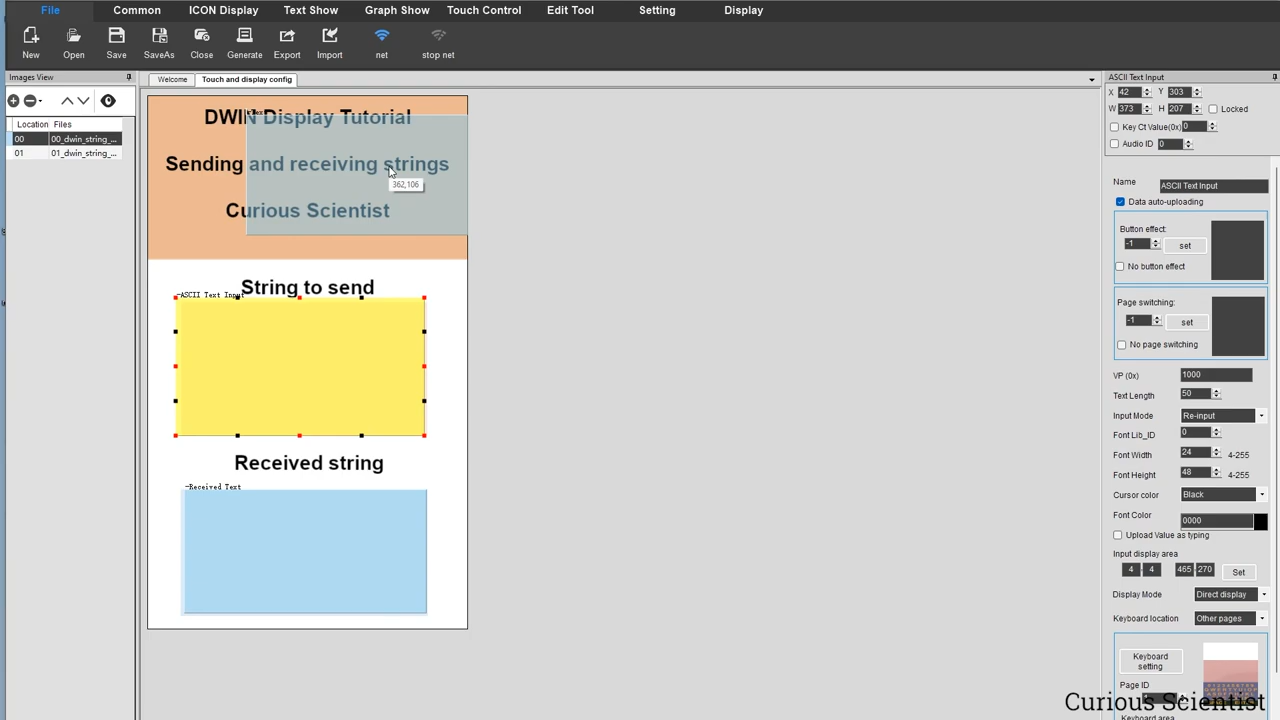 File Common ICON Display Text Show Graph Show Touch Control Edit Tool Setting Display
New Open Save SaveAs Close Generate Export Import net stop net
Images View
Location Files
00 00_dwin_string_...
01 01_dwin_string_...
Welcome Touch and display config
DWIN Display Tutorial
Sending and receiving strings
362,106
Curious Scientist
String to send
-ASCII Text Input
Received string
-Received Text
ASCII Text Input
X 42 Y 303
W 373 H 207 Locked
Key Ct Value(0x) 0
Audio ID 0
Name ASCII Text Input
Data auto-uploading
Button effect:
-1 set
No button effect
Page switching:
-1 set
No page switching
VP (0x) 1000
Text Length 50
Input Mode Re-input
Font Lib_ID 0
Font Width 24 4-255
Font Height 48 4-255
Cursor color Black
Font Color 0000
Upload Value as typing
Input display area
4 4 465 270 Set
Display Mode Direct display
Keyboard location Other pages
Keyboard setting
Page ID
Curious Scientist
Keyboard area